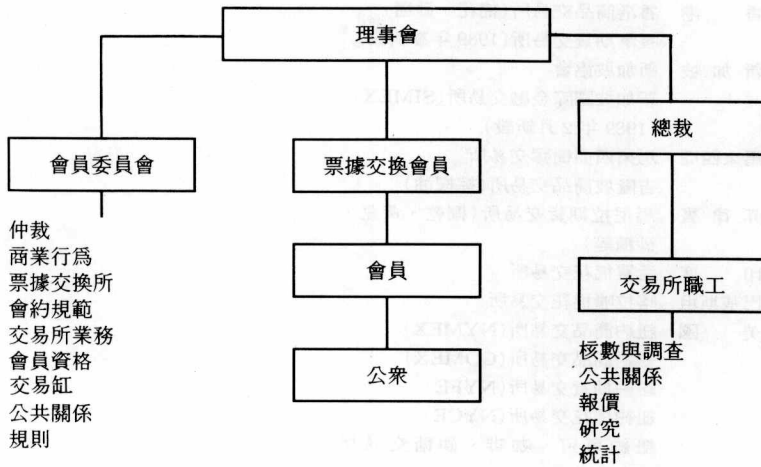 理事會
會員委員會
票據交換會員
總裁
會員
交易所職工
公衆
仲裁
商業行爲
票據交換所
會約規範
交易所業務
會員資格
交易缸
公共關係
規則
核數與調查
公共關係
報價
研究
統計